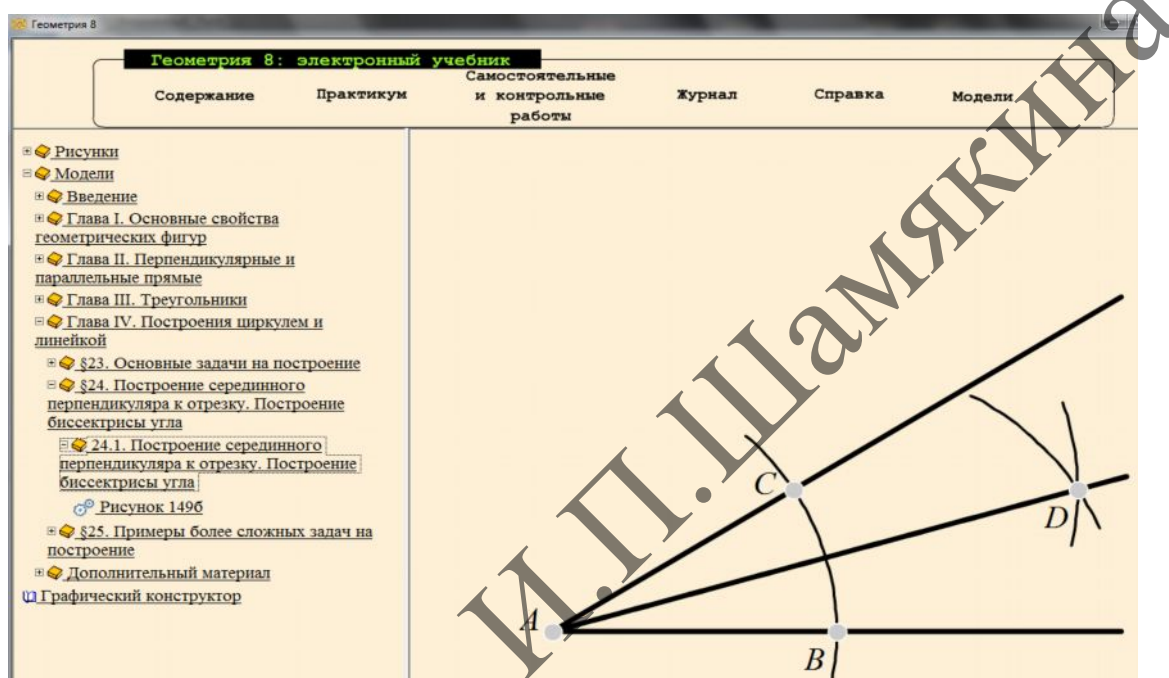 Геометрия 8
Геометрия 8: электронный учебник
Содержание
Практикум
Самостоятельные
и контрольные
работы
Журнал
Справка
Модели
Рисунки
Модели
Введение
Глава I. Основные свойства
геометрических фигур
Глава II. Перпендикулярные и
параллельные прямые
Глава III. Треугольники
Глава IV. Построения циркулем и
линейкой
§23. Основные задачи на построение
§24. Построение серединного
перпендикуляра к отрезку. Построение
биссектрисы угла
24.1. Построение серединного
перпендикуляра к отрезку. Построение
биссектрисы угла
Рисунок 149б
§25. Примеры более сложных задач на
построение
Дополнительный материал
Графический конструктор
C
D
A
B
И.П.Шамякина